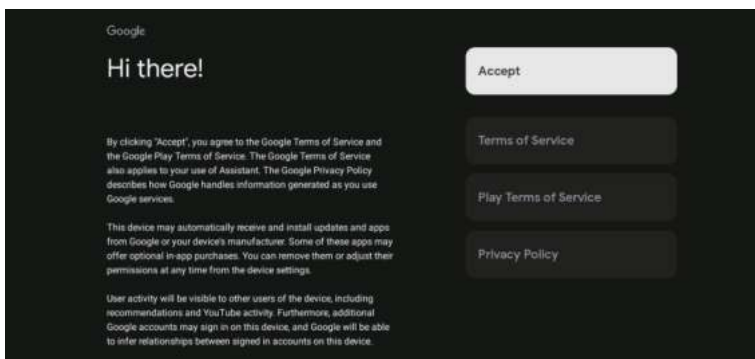 Google
Hi there!
By clicking "Accept", you agree to the Google Terms of Service and
the Google Play Terms of Service. The Google Terms of Service
also applies to your use of Assistant. The Google Privacy Policy
describes how Google handles information generated as you use
Google services.
This device may automatically receive and install updates and apps
from Google or your device's manufacturer. Some of these apps may
offer optional in-app purchases. You can remove them or adjust their
permissions at any time from the device settings.
User activity will be visible to other users of the device, including
recommendations and YouTube activity. Furthermore, additional
Google accounts may sign in on this device, and Google will be able
to infer relationships between signed in accounts on this device.
Accept
Terms of Service
Play Terms of Service
Privacy Policy